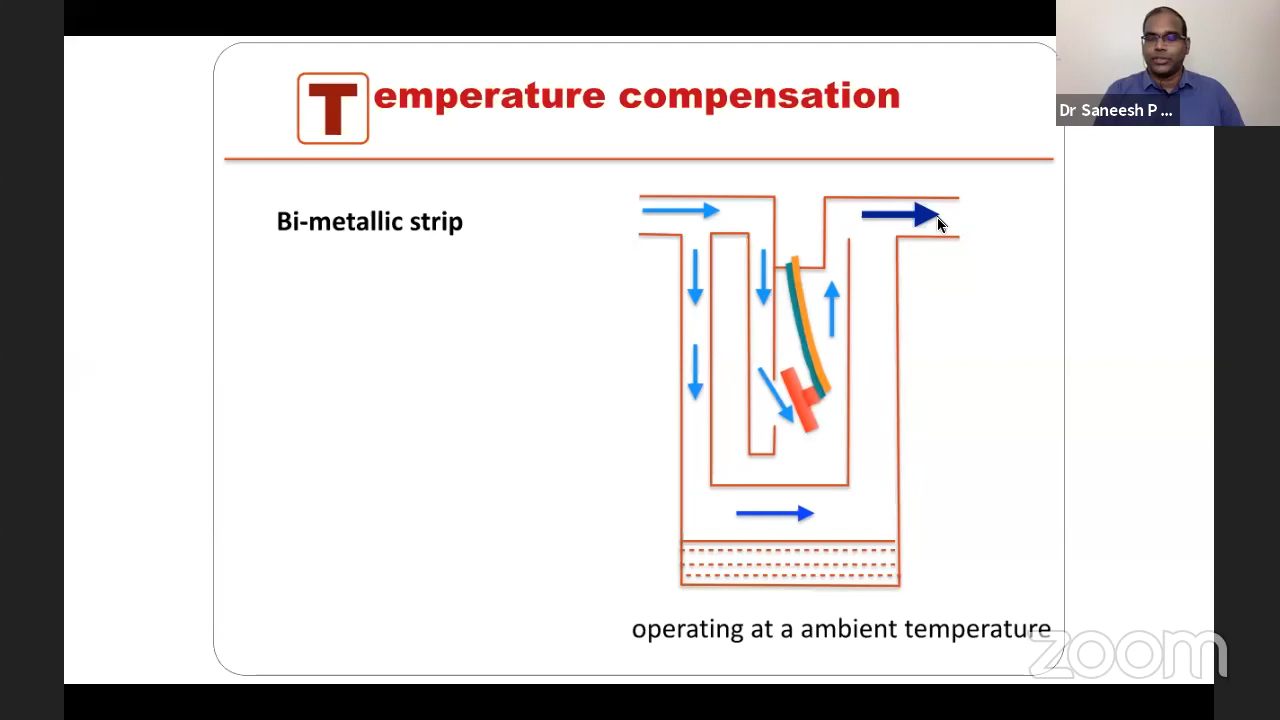 Temperature compensation
Dr Saneesh P ...
Bi-metallic strip
operating at a ambient temperature
zoom